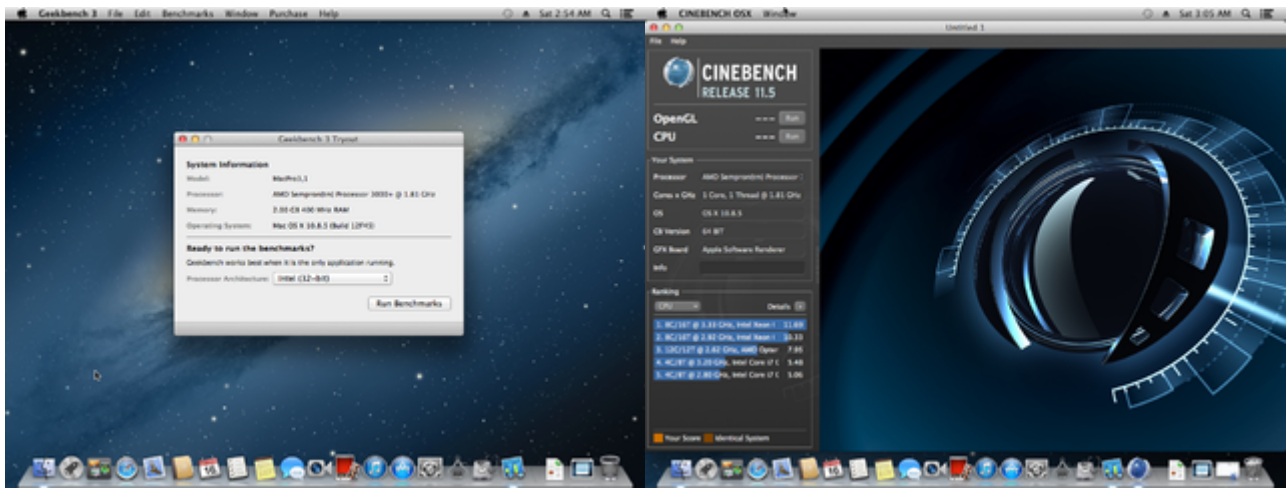 Geekbench 3 File Edit Benchmarks Window Purchase Help
Sat 2:54 AM
Geekbench 3 Tryout
System Information
Model: MacPro3,1
Processor: AMD Sempron(tm) Processor 3000+ @ 1.81 GHz
Memory: 2.00 GB 400 MHz RAM
Operating System: Mac OS X 10.8.5 (Build 12F45)
Ready to run the benchmarks?
Geekbench works best when it is the only application running.
Processor Architecture: Intel (32-bit)
Run Benchmarks
CINEBENCH OSX Window
Sat 3:05 AM
Untitled 1
File Help
CINEBENCH
RELEASE 11.5
OpenGL --- Run
CPU --- Run
Your System
Processor AMD Sempron(tm) Processor
Cores x GHz 1 Core, 1 Thread @ 1.81 GHz
OS OS X 10.8.5
CB Version 64 BIT
GFX Board Apple Software Renderer
Info
Ranking
CPU Details
1. 8C/16T @ 3.33 GHz, Intel Xeon 11.69
2. 8C/16T @ 2.92 GHz, Intel Xeon 10.33
3. 12C/12T @ 2.62 GHz, AMD Opter 7.95
4. 4C/8T @ 3.20 GHz, Intel Core i7 5.48
5. 4C/8T @ 2.80 GHz, Intel Core i7 5.06
Your Score Identical System